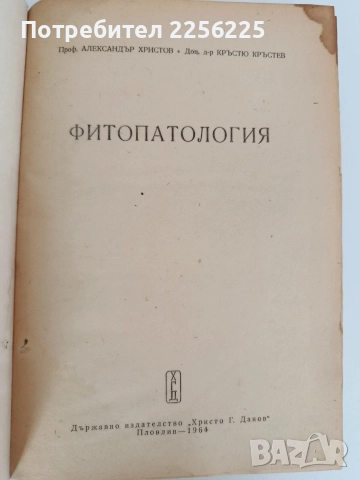 Потребител 2256225
Проф. АЛЕКСАНДЪР ХРИСТОВ • Доц. д-р КРЪСТЮ КРЪСТЕВ
ФИТОПАТОЛОГИЯ
ХГД
Държавно издателство „Христо Г. Данов“
Пловдив—1964
BAZAR